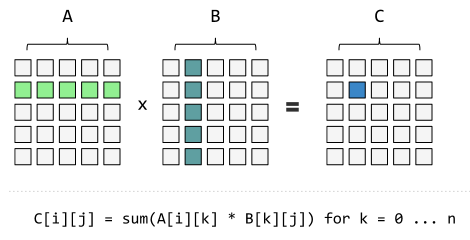 A B C
x =
C[i][j] = sum(A[i][k] * B[k][j]) for k = 0 ... n